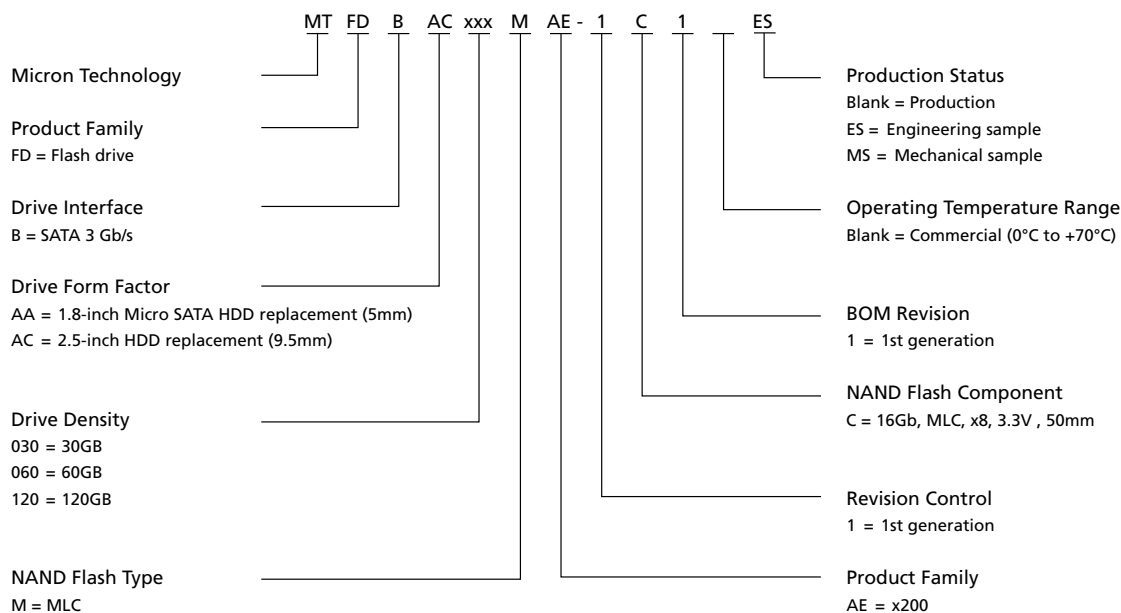 MT FD B AC xxx M AE - 1 C 1 ES
Micron Technology
Product Family
FD = Flash drive
Drive Interface
B = SATA 3 Gb/s
Drive Form Factor
AA = 1.8-inch Micro SATA HDD replacement (5mm)
AC = 2.5-inch HDD replacement (9.5mm)
Drive Density
030 = 30GB
060 = 60GB
120 = 120GB
NAND Flash Type
M = MLC
Production Status
Blank = Production
ES = Engineering sample
MS = Mechanical sample
Operating Temperature Range
Blank = Commercial (0°C to +70°C)
BOM Revision
1 = 1st generation
NAND Flash Component
C = 16Gb, MLC, x8, 3.3V , 50mm
Revision Control
1 = 1st generation
Product Family
AE = x200